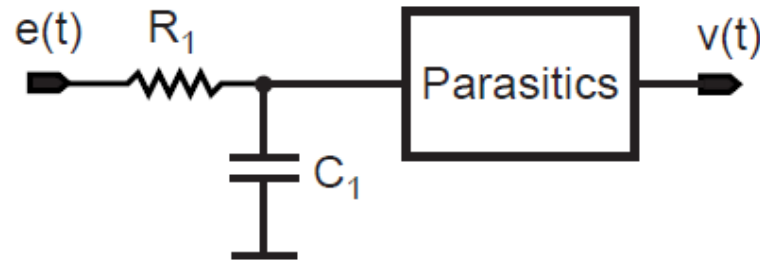 e(t)
R₁
v(t)
Parasitics
C₁